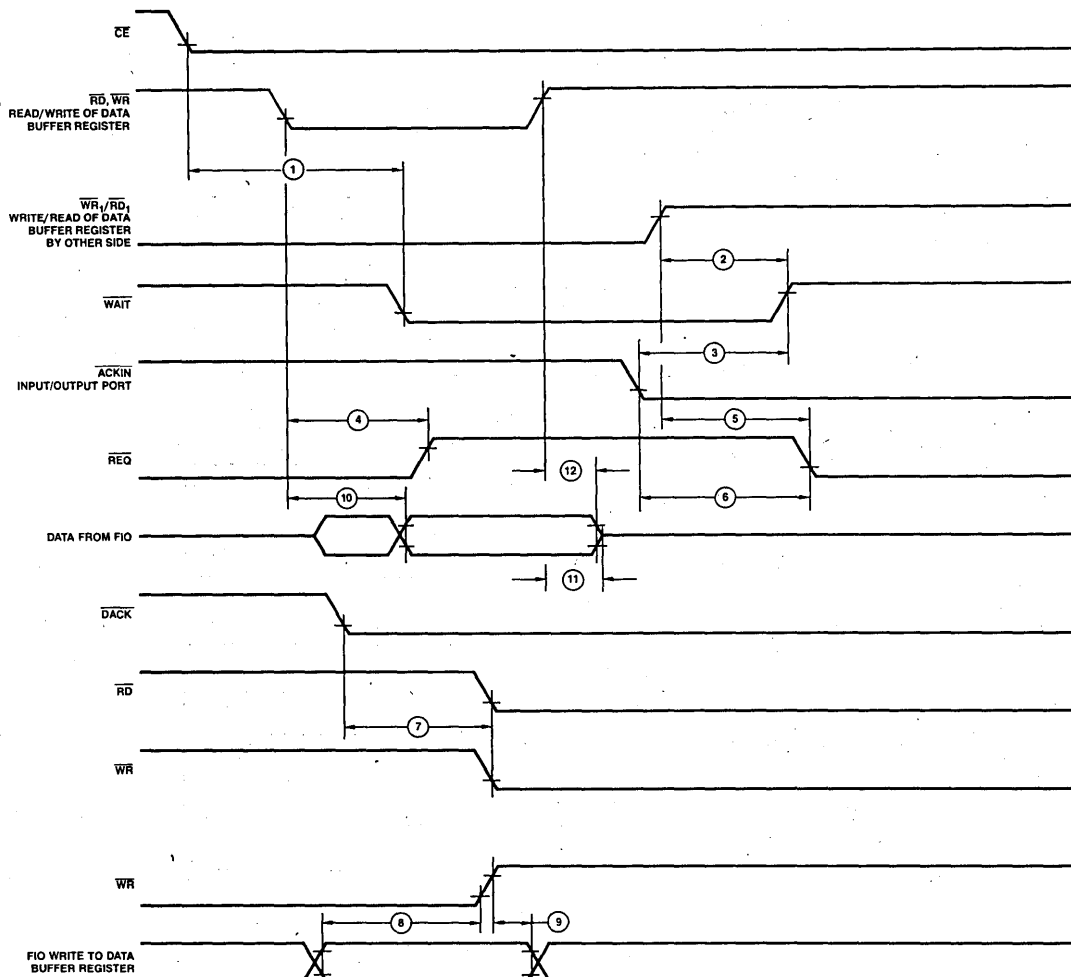 CE
RD, WR
READ/WRITE OF DATA
BUFFER REGISTER
1
WR1/RD1
WRITE/READ OF DATA
BUFFER REGISTER
BY OTHER SIDE
2
WAIT
3
ACKIN
INPUT/OUTPUT PORT
4
5
REQ
12
10
6
DATA FROM FIO
11
DACK
RD
7
WR
WR
8
9
FIO WRITE TO DATA
BUFFER REGISTER